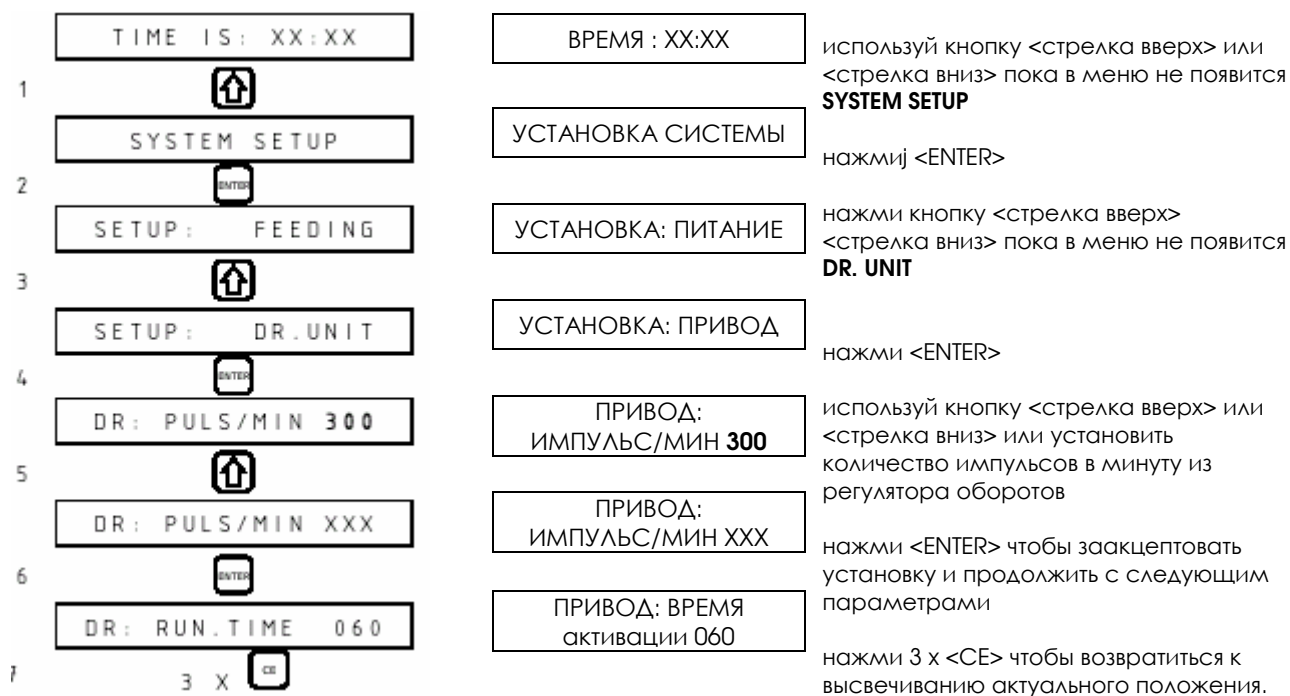 TIME IS: XX:XX
1
SYSTEM SETUP
2
ENTER
SETUP: FEEDING
3
SETUP: DR.UNIT
4
ENTER
DR: PULS/MIN 300
5
DR: PULS/MIN XXX
6
ENTER
DR: RUN.TIME 060
7
3 X CE
ВРЕМЯ : XX:XX
УСТАНОВКА СИСТЕМЫ
УСТАНОВКА: ПИТАНИЕ
УСТАНОВКА: ПРИВОД
ПРИВОД:
ИМПУЛЬС/МИН 300
ПРИВОД:
ИМПУЛЬС/МИН XXX
ПРИВОД: ВРЕМЯ
активации 060
используй кнопку <стрелка вверх> или
<стрелка вниз> пока в меню не появится
SYSTEM SETUP
нажмиj <ENTER>
нажми кнопку <стрелка вверх>
<стрелка вниз> пока в меню не появится
DR. UNIT
нажми <ENTER>
используй кнопку <стрелка вверх> или
<стрелка вниз> или установить
количество импульсов в минуту из
регулятора оборотов
нажми <ENTER> чтобы заакцептовать
установку и продолжить с следующим
параметрами
нажми 3 x <CE> чтобы возвратиться к
высвечиванию актуального положения.